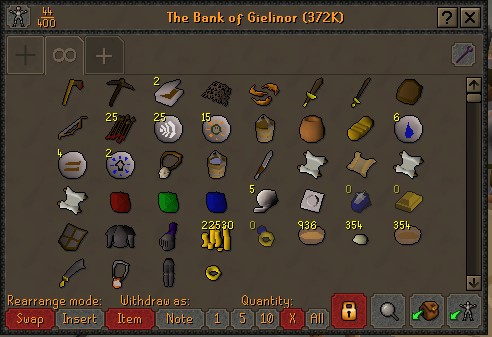 44
400
The Bank of Gielinor (372K)
?
2
25 25 15 6
4 2
5 0 0
22530 0 936 354 354
Rearrange mode: Withdraw as: Quantity:
Swap Insert Item Note 1 5 10 X All